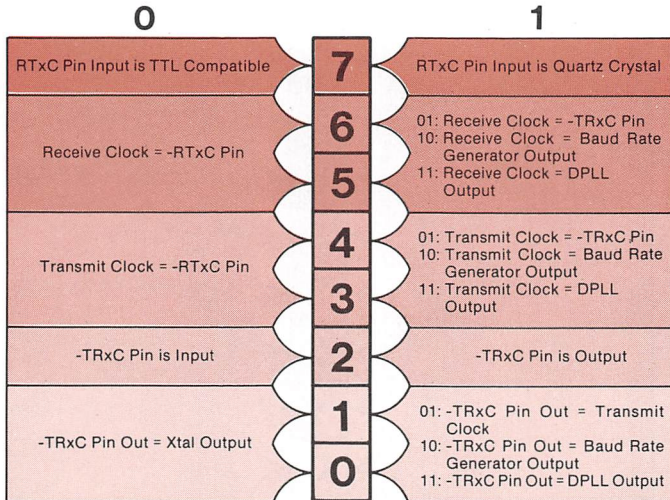 0 1
RTxC Pin Input is TTL Compatible 7 RTxC Pin Input is Quartz Crystal
Receive Clock = -RTxC Pin
6
5
01: Receive Clock = -TRxC Pin
10: Receive Clock = Baud Rate
Generator Output
11: Receive Clock = DPLL
Output
Transmit Clock = -RTxC Pin
4
3
01: Transmit Clock = -TRxC Pin
10: Transmit Clock = Baud Rate
Generator Output
11: Transmit Clock = DPLL
Output
-TRxC Pin is Input 2 -TRxC Pin is Output
-TRxC Pin Out = Xtal Output
1
0
01: -TRxC Pin Out = Transmit
Clock
10: -TRxC Pin Out = Baud Rate
Generator Output
11: -TRxC Pin Out = DPLL Output